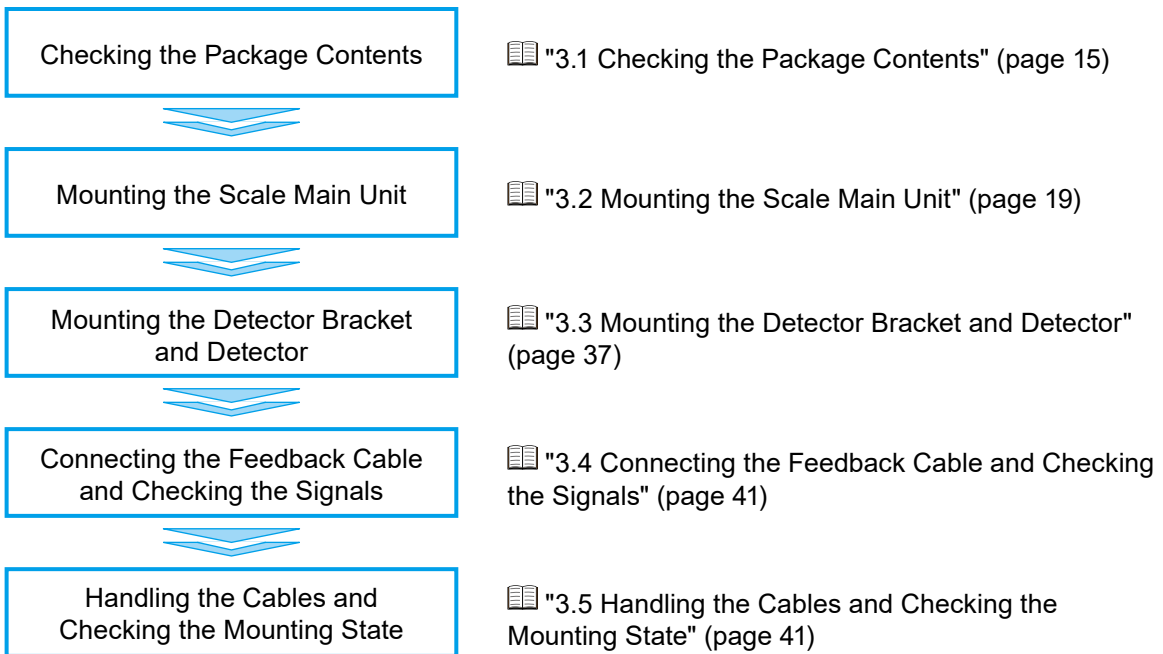 Checking the Package Contents
"3.1 Checking the Package Contents" (page 15)
Mounting the Scale Main Unit
"3.2 Mounting the Scale Main Unit" (page 19)
Mounting the Detector Bracket
and Detector
"3.3 Mounting the Detector Bracket and Detector"
(page 37)
Connecting the Feedback Cable
and Checking the Signals
"3.4 Connecting the Feedback Cable and Checking
the Signals" (page 41)
Handling the Cables and
Checking the Mounting State
"3.5 Handling the Cables and Checking the
Mounting State" (page 41)